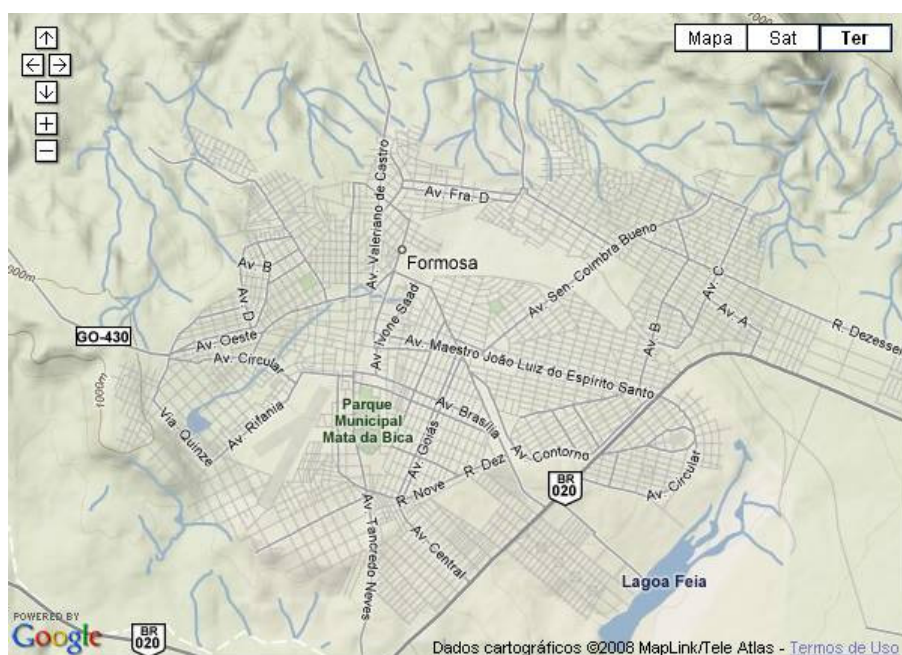 Mapa
Sat
Ter
1000m
Av. Fra. D
Av. Valeriano de Castro
Formosa
Av. Sen. Coimbra Bueno
Av. B
Av. C
900m
Av. D
Av. Ivone Saad
Av. A
R. Dezesse
GO-430
Av. Oeste
Av. Circular
Av. B
Av. Maestro João Luiz do Espírito Santo
1000m
Parque
Municipal
Mata da Bica
Av. Brasília
Via Quinze
Av. Rifania
Av. Goiás
R. Dez
Av. Contorno
R. Nove
BR
020
Av. Circular
Av. Tancredo Neves
Av. Central
Lagoa Feia
POWERED BY
Google
BR
020
Dados cartográficos ©2008 MapLink/Tele Atlas - Termos de Uso